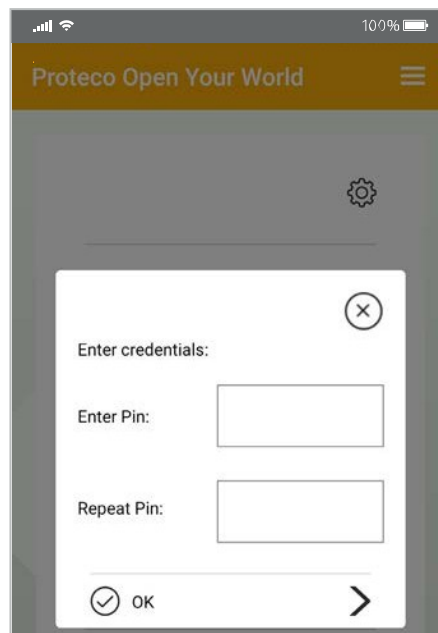 100%
Proteco Open Your World
Enter credentials:
Enter Pin:
Repeat Pin:
OK